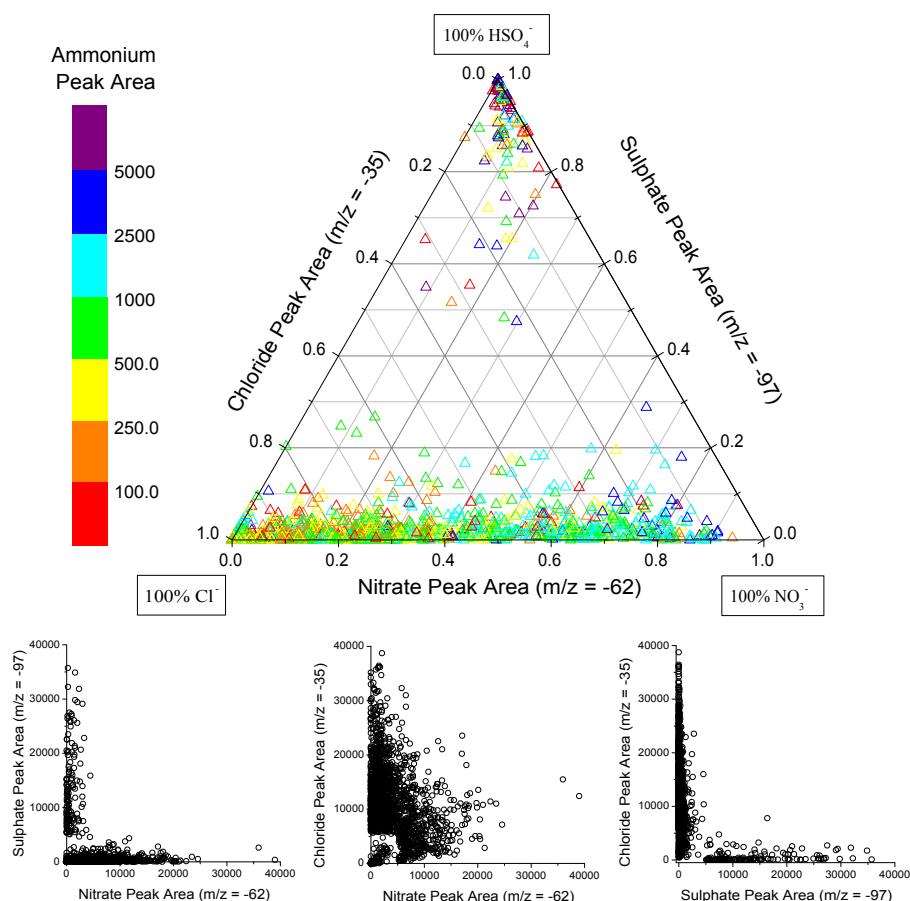 100% HSO₄⁻
Ammonium
Peak Area
5000
2500
1000
500.0
250.0
100.0
0.0 1.0
0.2 0.8
0.4 0.6
0.6 0.4
0.8 0.2
1.0 0.0
Chloride Peak Area (m/z = -35)
Sulphate Peak Area (m/z = -97)
0.0 0.2 0.4 0.6 0.8 1.0
Nitrate Peak Area (m/z = -62)
100% Cl⁻
100% NO₃⁻
Sulphate Peak Area (m/z = -97)
40000
30000
20000
10000
0
0 10000 20000 30000 40000
Nitrate Peak Area (m/z = -62)
Chloride Peak Area (m/z = -35)
40000
30000
20000
10000
0
0 10000 20000 30000 40000
Nitrate Peak Area (m/z = -62)
Chloride Peak Area (m/z = -35)
40000
30000
20000
10000
0
0 10000 20000 30000 40000
Sulphate Peak Area (m/z = -97)